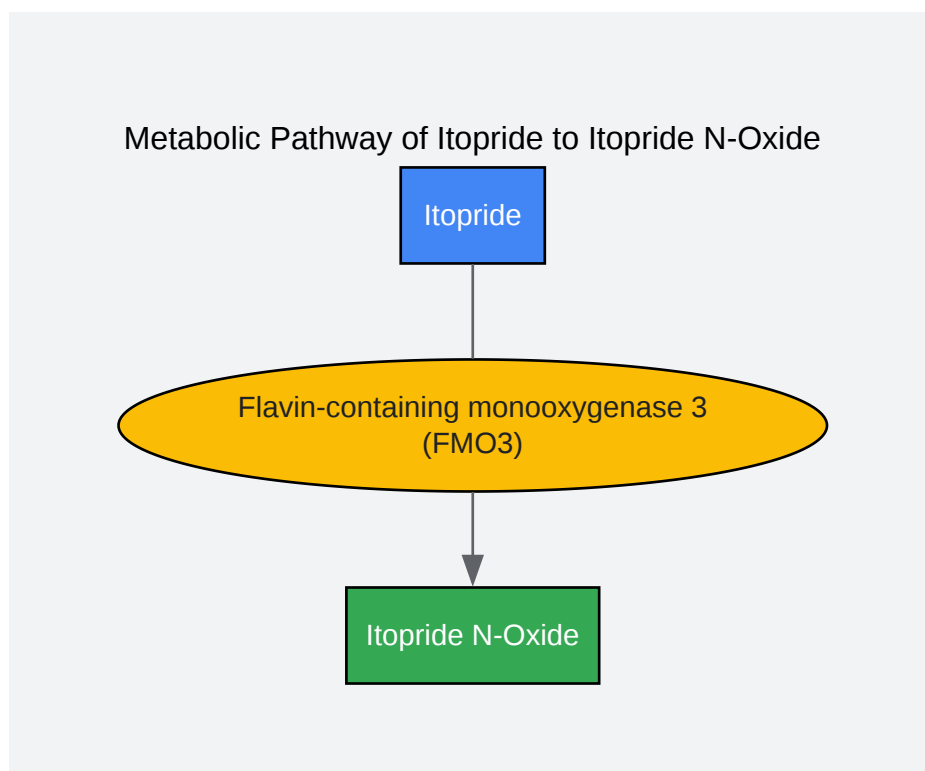 Metabolic Pathway of Itopride to Itopride N-Oxide
Itopride
Flavin-containing monooxygenase 3
(FMO3)
Itopride N-Oxide